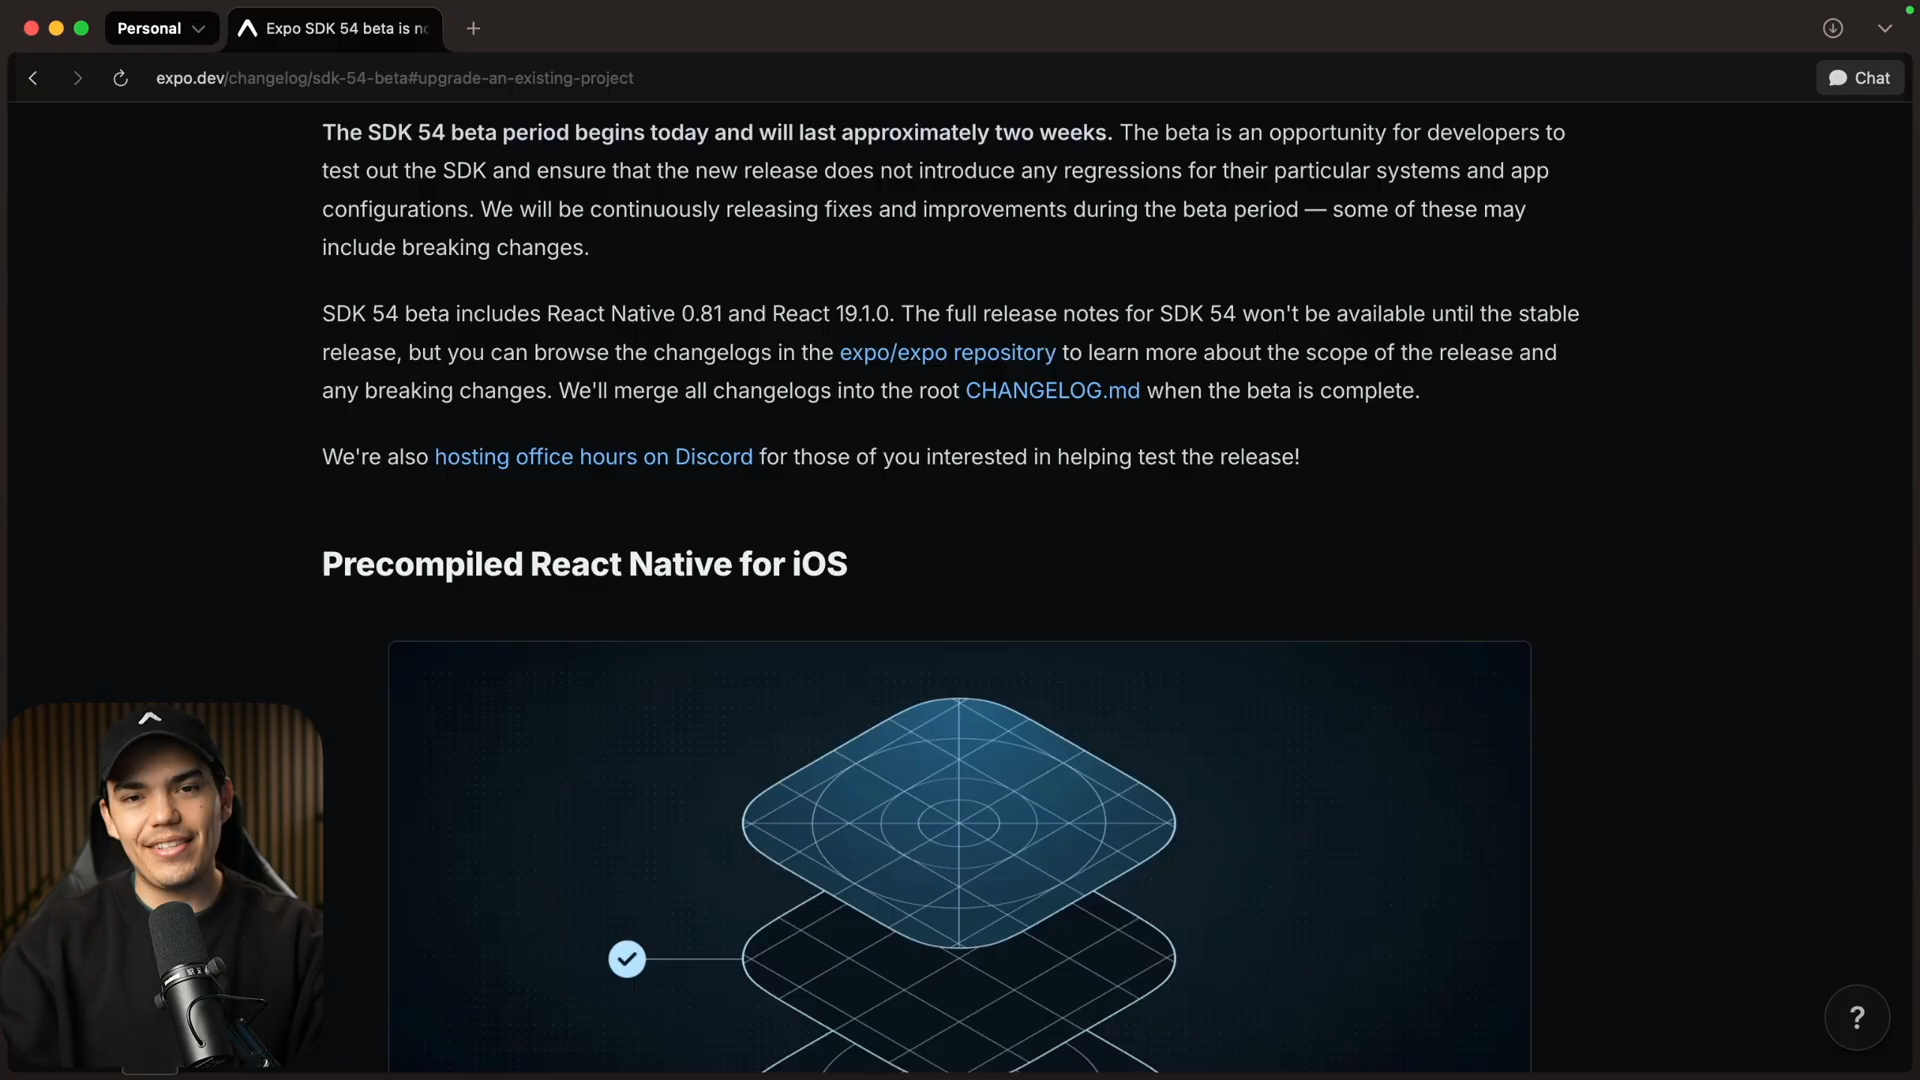 Personal
Expo SDK 54 beta is no
expo.dev/changelog/sdk-54-beta#upgrade-an-existing-project
Chat
The SDK 54 beta period begins today and will last approximately two weeks. The beta is an opportunity for developers to
test out the SDK and ensure that the new release does not introduce any regressions for their particular systems and app
configurations. We will be continuously releasing fixes and improvements during the beta period — some of these may
include breaking changes.
SDK 54 beta includes React Native 0.81 and React 19.1.0. The full release notes for SDK 54 won't be available until the stable
release, but you can browse the changelogs in the expo/expo repository to learn more about the scope of the release and
any breaking changes. We'll merge all changelogs into the root CHANGELOG.md when the beta is complete.
We're also hosting office hours on Discord for those of you interested in helping test the release!
Precompiled React Native for iOS
?